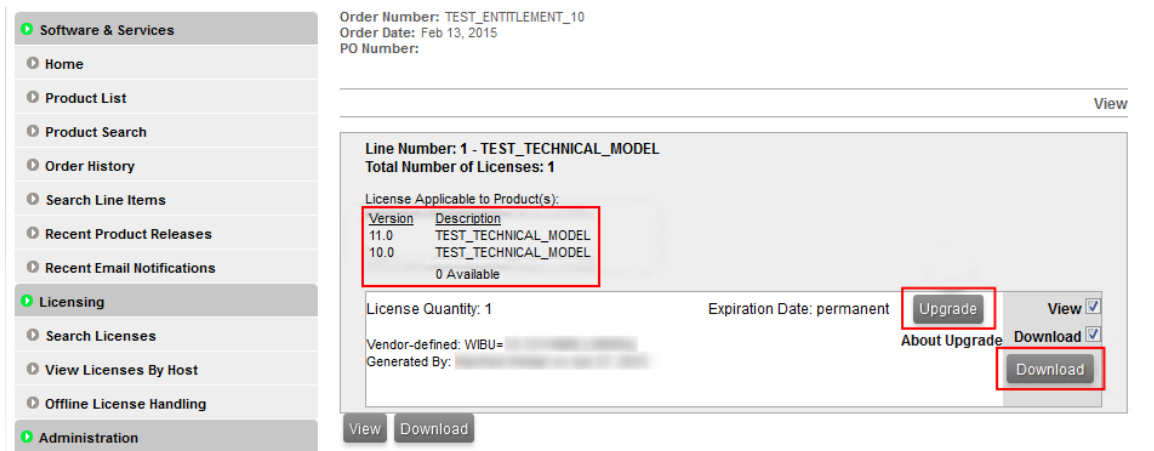 Software & Services
Home
Product List
Product Search
Order History
Search Line Items
Recent Product Releases
Recent Email Notifications
Licensing
Search Licenses
View Licenses By Host
Offline License Handling
Administration
Order Number: TEST_ENTITLEMENT_10
Order Date: Feb 13, 2015
PO Number:
View
Line Number: 1 - TEST_TECHNICAL_MODEL
Total Number of Licenses: 1
License Applicable to Product(s):
Version Description
11.0 TEST_TECHNICAL_MODEL
10.0 TEST_TECHNICAL_MODEL
0 Available
License Quantity: 1 Expiration Date: permanent Upgrade View
About Upgrade Download
Vendor-defined: WIBU=
Generated By:
Download
View Download